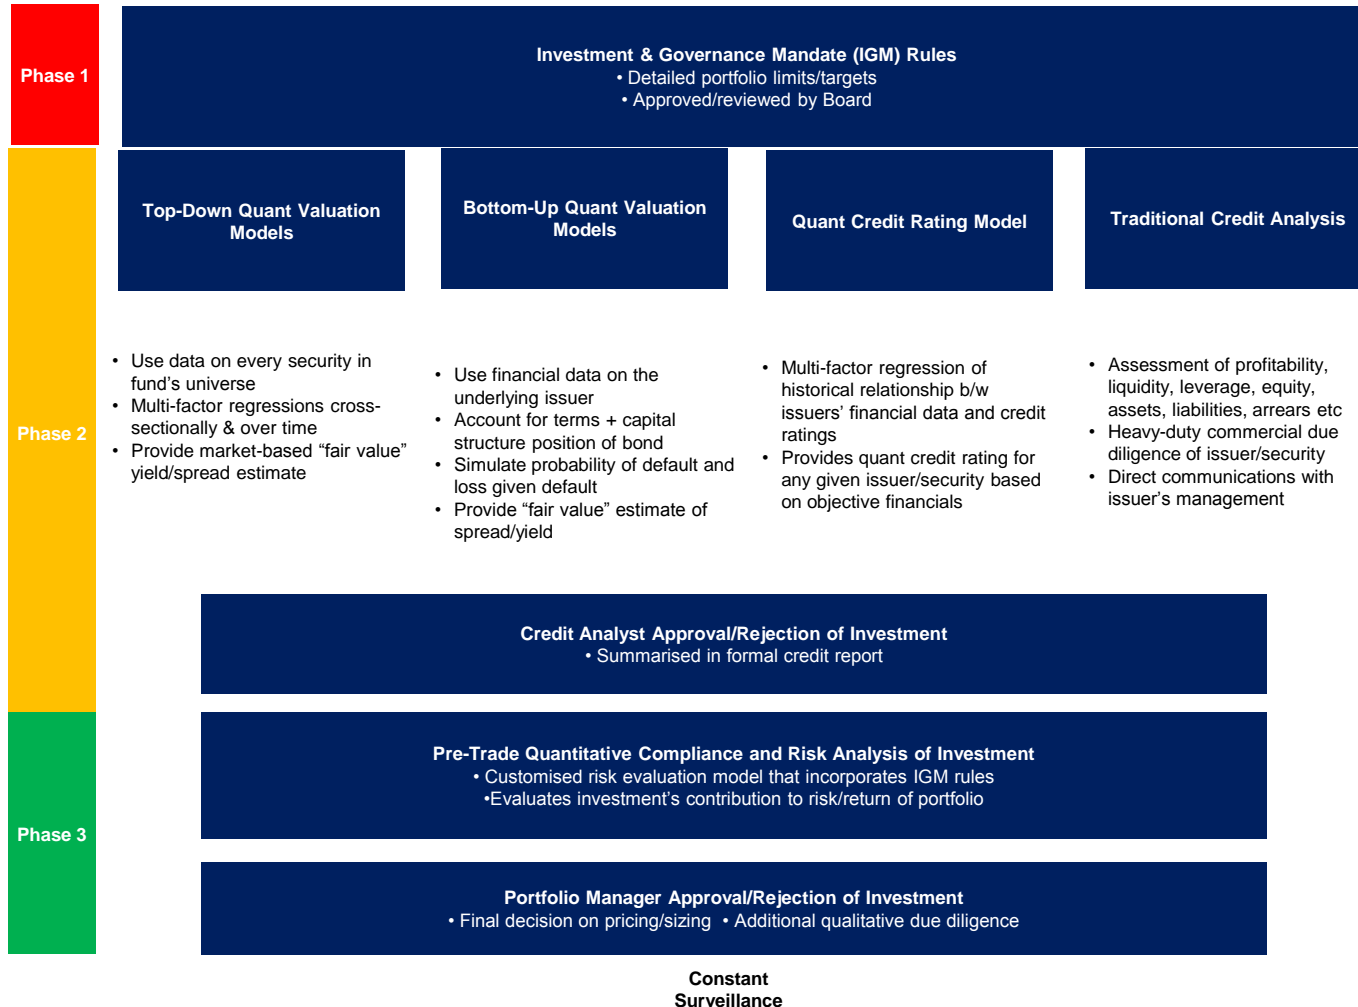 Phase 1
Investment & Governance Mandate (IGM) Rules
• Detailed portfolio limits/targets
• Approved/reviewed by Board
Phase 2
Top-Down Quant Valuation
Models
Bottom-Up Quant Valuation
Models
Quant Credit Rating Model
Traditional Credit Analysis
• Use data on every security in
fund’s universe
• Multi-factor regressions cross-
sectionally & over time
• Provide market-based “fair value”
yield/spread estimate
• Use financial data on the
underlying issuer
• Account for terms + capital
structure position of bond
• Simulate probability of default and
loss given default
• Provide “fair value” estimate of
spread/yield
• Multi-factor regression of
historical relationship b/w
issuers’ financial data and credit
ratings
• Provides quant credit rating for
any given issuer/security based
on objective financials
• Assessment of profitability,
liquidity, leverage, equity,
assets, liabilities, arrears etc
• Heavy-duty commercial due
diligence of issuer/security
• Direct communications with
issuer’s management
Credit Analyst Approval/Rejection of Investment
• Summarised in formal credit report
Phase 3
Pre-Trade Quantitative Compliance and Risk Analysis of Investment
• Customised risk evaluation model that incorporates IGM rules
•Evaluates investment’s contribution to risk/return of portfolio
Portfolio Manager Approval/Rejection of Investment
• Final decision on pricing/sizing • Additional qualitative due diligence
Constant
Surveillance